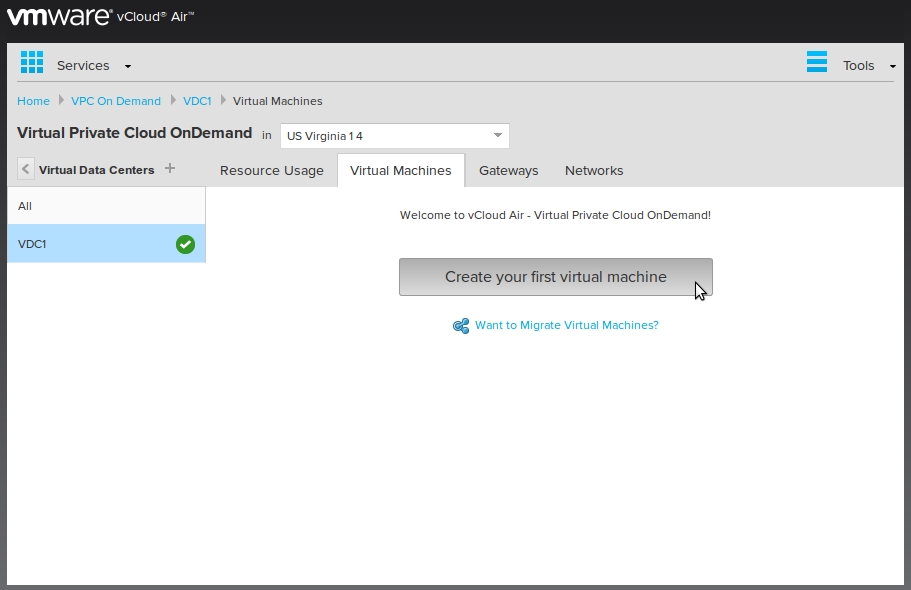 vmware® vCloud® Air™
Services Tools
Home VPC On Demand VDC1 Virtual Machines
Virtual Private Cloud OnDemand in US Virginia 1 4
Virtual Data Centers + Resource Usage Virtual Machines Gateways Networks
All
Welcome to vCloud Air - Virtual Private Cloud OnDemand!
VDC1
Create your first virtual machine
Want to Migrate Virtual Machines?